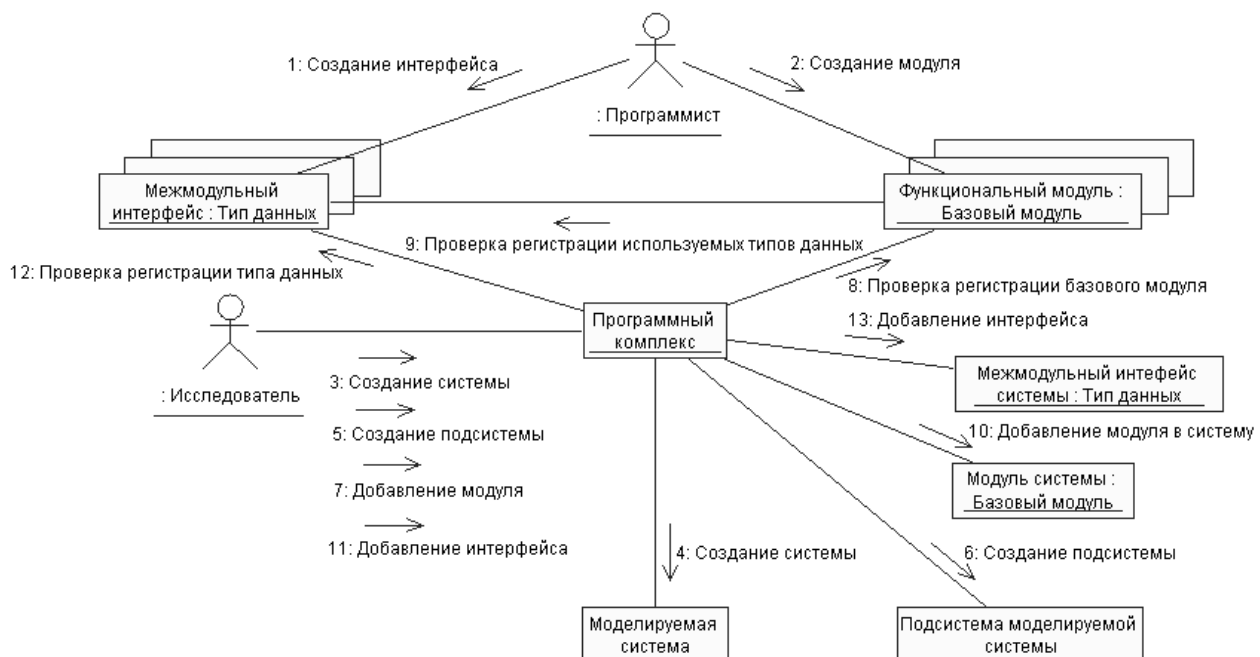 1: Создание интерфейса
2: Создание модуля
: Программист
Межмодульный
интерфейс : Тип данных
Функциональный модуль :
Базовый модуль
9: Проверка регистрации используемых типов данных
12: Проверка регистрации типа данных
8: Проверка регистрации базового модуля
Программный
комплекс
13: Добавление интерфейса
: Исследователь
3: Создание системы
Межмодульный интефейс
системы : Тип данных
5: Создание подсистемы
10: Добавление модуля в систему
7: Добавление модуля
Модуль системы :
Базовый модуль
11: Добавление интерфейса
4: Создание системы
6: Создание подсистемы
Моделируемая
система
Подсистема моделируемой
системы